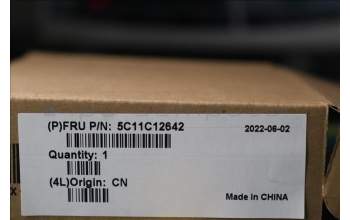 (P)FRU P/N: 5C11C12642 2022-06-02
Quantity: 1
(4L)Origin: CN
Made in CHINA